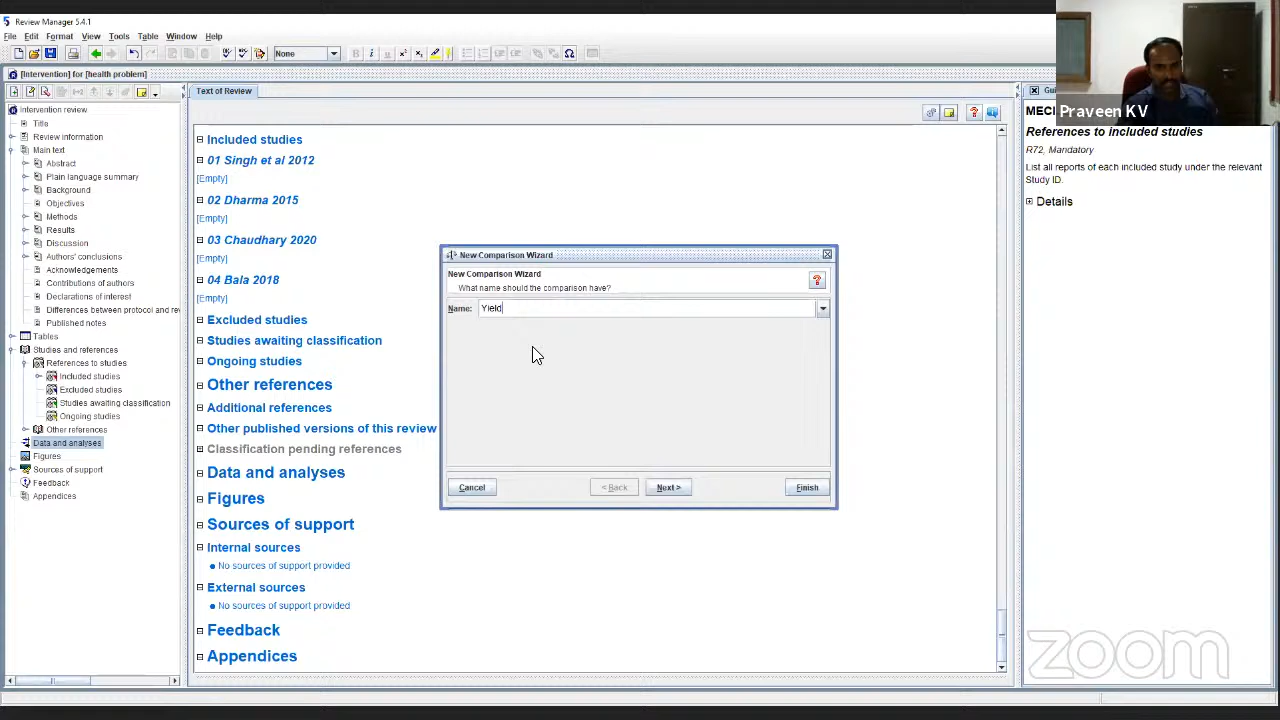 Review Manager 5.4.1
File Edit Format View Tools Table Window Help
None
[Intervention] for [health problem]
Intervention review
Title
Review information
Main text
Abstract
Plain language summary
Background
Objectives
Methods
Results
Discussion
Authors' conclusions
Acknowledgements
Contributions of authors
Declarations of interest
Differences between protocol and re
Published notes
Tables
Studies and references
References to studies
Included studies
Excluded studies
Studies awaiting classification
Ongoing studies
Other references
Data and analyses
Figures
Sources of support
Feedback
Appendices
Text of Review
Included studies
01 Singh et al 2012
[Empty]
02 Dharma 2015
[Empty]
03 Chaudhary 2020
[Empty]
04 Bala 2018
[Empty]
Excluded studies
Studies awaiting classification
Ongoing studies
Other references
Additional references
Other published versions of this review
Classification pending references
Data and analyses
Figures
Sources of support
Internal sources
No sources of support provided
External sources
No sources of support provided
Feedback
Appendices
New Comparison Wizard
New Comparison Wizard
What name should the comparison have?
Name: Yield
Cancel < Back Next > Finish
Praveen KV
References to included studies
R72, Mandatory
List all reports of each included study under the relevant
Study ID.
Details
zoom